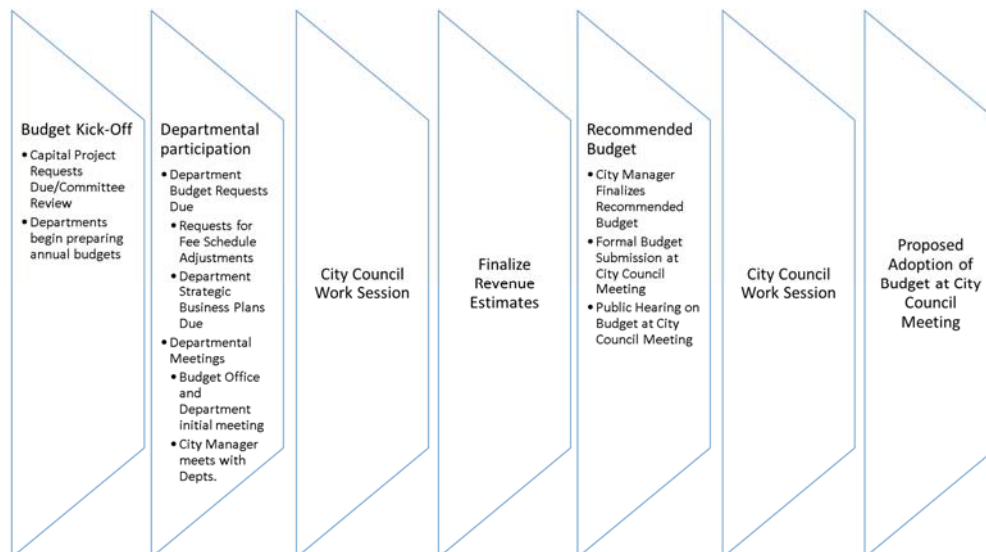 Budget Kick-Off
• Capital Project
Requests
Due/Committee
Review
• Departments
begin preparing
annual budgets
Departmental
participation
• Department
Budget Requests
Due
• Requests for
Fee Schedule
Adjustments
• Department
Strategic
Business Plans
Due
• Departmental
Meetings
• Budget Office
and
Department
initial meeting
• City Manager
meets with
Depts.
City Council
Work Session
Finalize
Revenue
Estimates
Recommended
Budget
• City Manager
Finalizes
Recommended
Budget
• Formal Budget
Submission at
City Council
Meeting
• Public Hearing on
Budget at City
Council Meeting
City Council
Work Session
Proposed
Adoption of
Budget at City
Council
Meeting